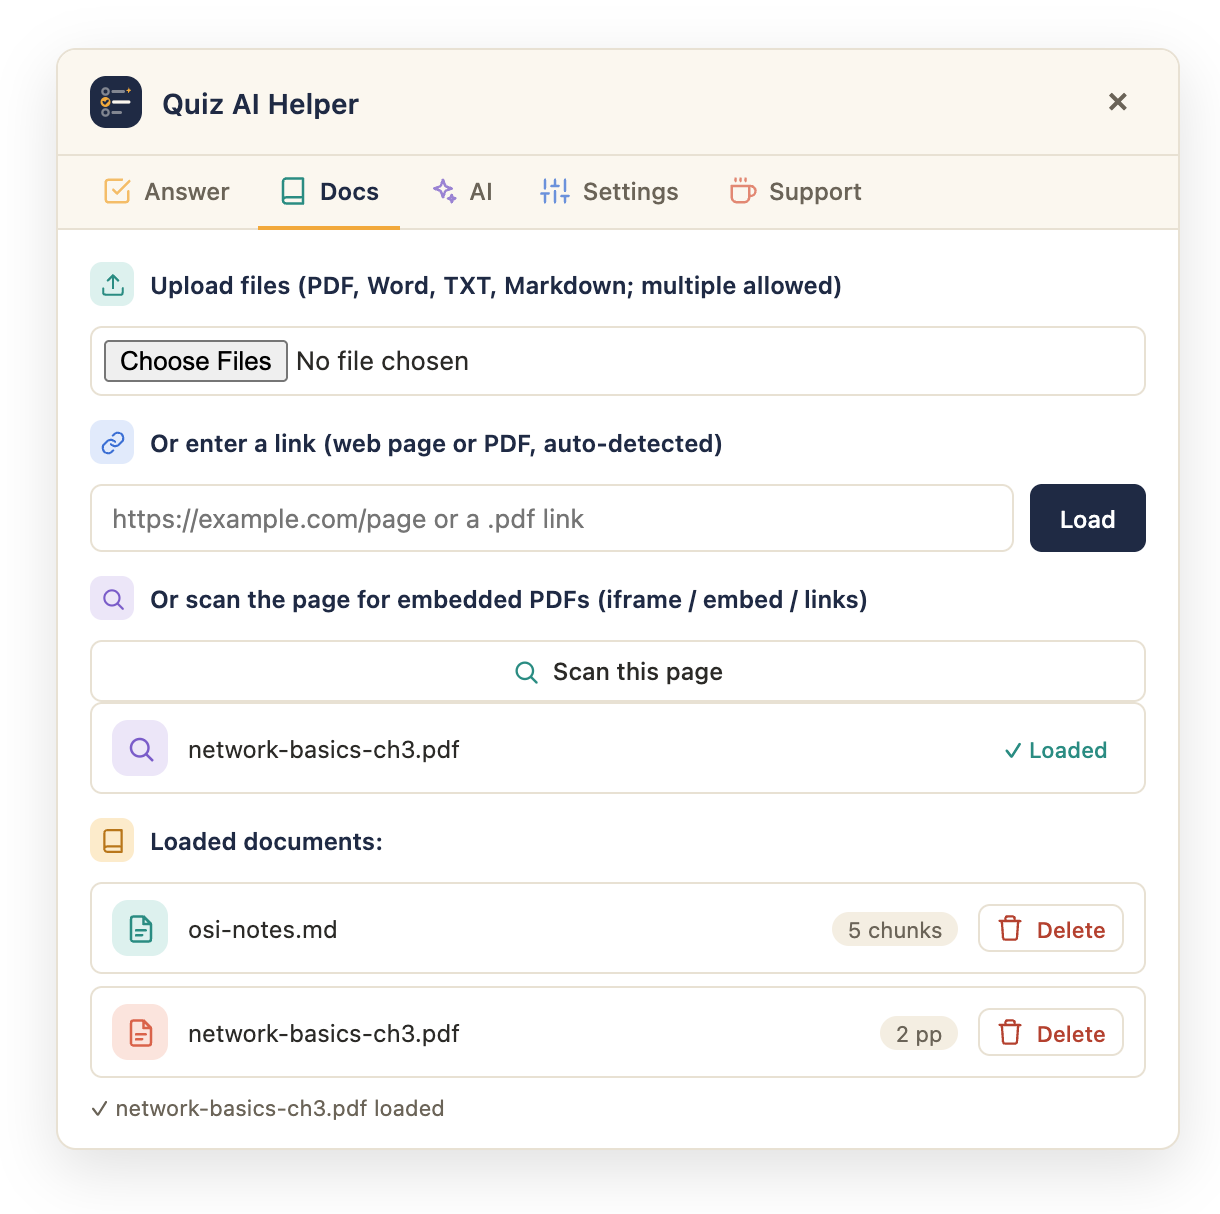 Quiz AI Helper
Answer Docs AI Settings Support
Upload files (PDF, Word, TXT, Markdown; multiple allowed)
Choose Files No file chosen
Or enter a link (web page or PDF, auto-detected)
https://example.com/page or a .pdf link Load
Or scan the page for embedded PDFs (iframe / embed / links)
Scan this page
network-basics-ch3.pdf ✓ Loaded
Loaded documents:
osi-notes.md 5 chunks Delete
network-basics-ch3.pdf 2 pp Delete
✓ network-basics-ch3.pdf loaded